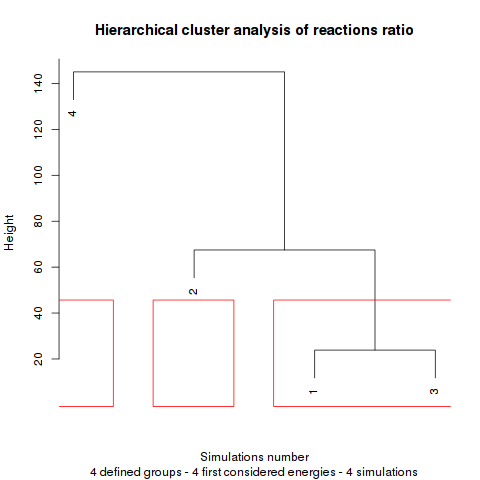 Hierarchical cluster analysis of reactions ratio
Height
140
120
100
80
60
40
20
4
2
1
3
Simulations number
4 defined groups - 4 first considered energies - 4 simulations